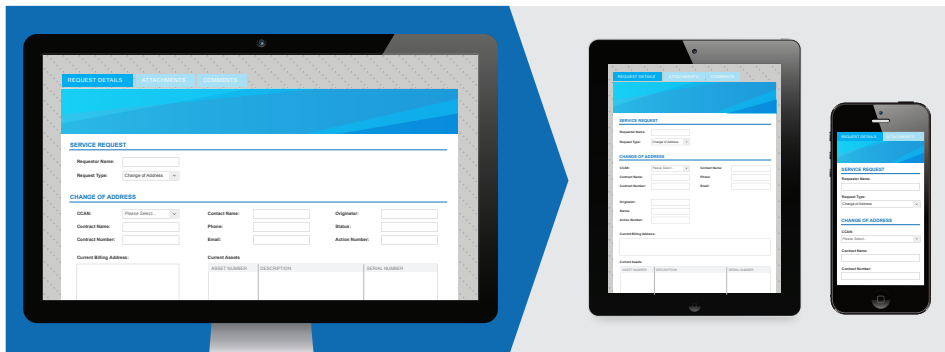 REQUEST DETAILS ATTACHMENTS COMMENTS
SERVICE REQUEST
Requestor Name:
Request Type: Change of Address
CHANGE OF ADDRESS
CCAN: Please Select... Contact Name: Originator:
Contract Name: Phone: Status:
Contract Number: Email: Action Number:
Current Billing Address: Current Assets
ASSET NUMBER DESCRIPTION SERIAL NUMBER
REQUEST DETAILS ATTACHMENTS COMMENTS
SERVICE REQUEST
Requestor Name:
Request Type: Change of Address
CHANGE OF ADDRESS
CCAN: Please Select... Contact Name:
Contract Name: Phone:
Contract Number: Email:
Originator:
Status:
Action Number:
Current Billing Address:
Current Assets
ASSET NUMBER DESCRIPTION SERIAL NUMBER
REQUEST DETAILS ATTACHMENTS
SERVICE REQUEST
Requestor Name:
Request Type:
Change of Address
CHANGE OF ADDRESS
CCAN:
Please Select...
Contract Name:
Contract Number: